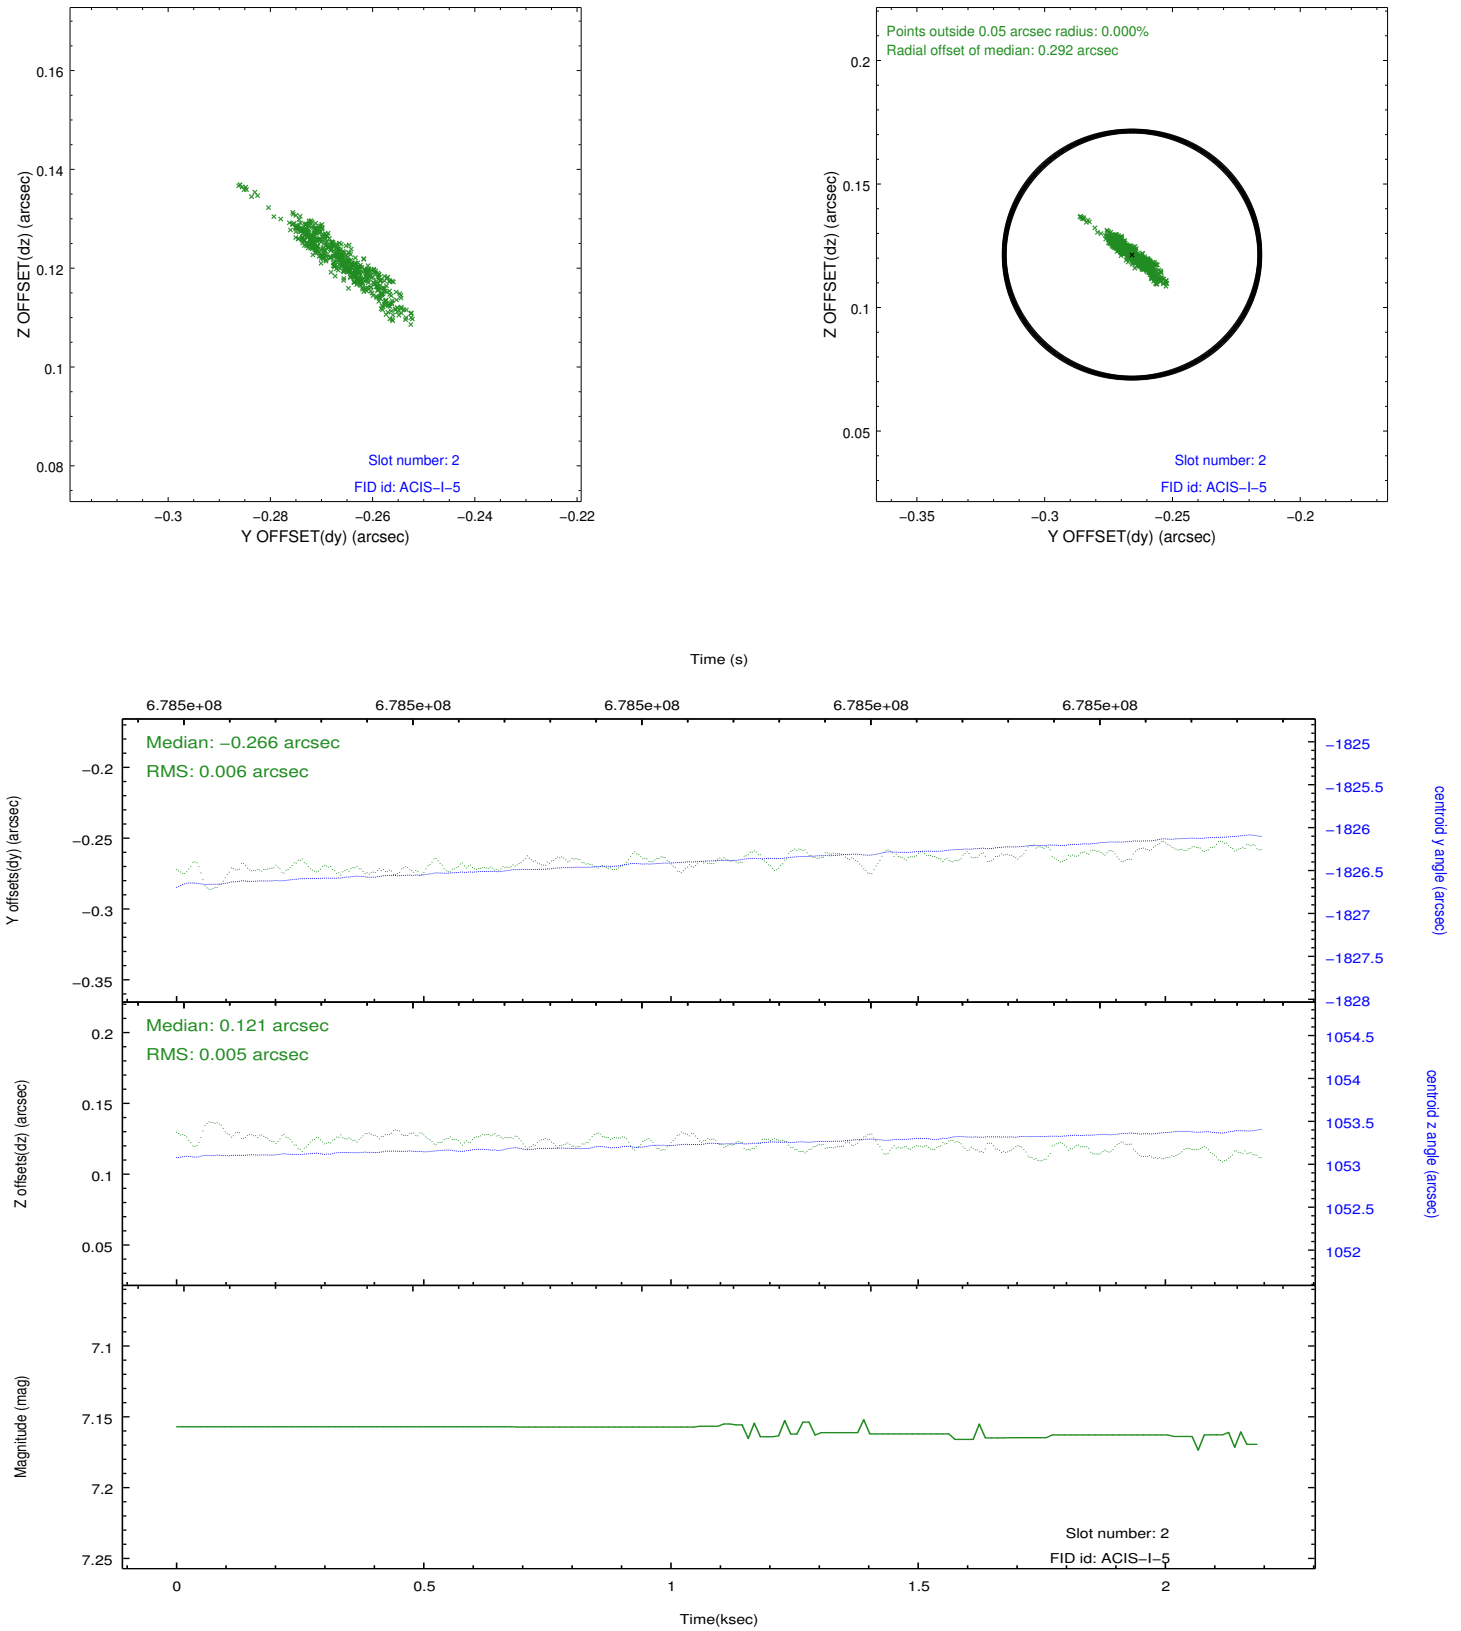 0.16
0.14
0.12
0.1
0.08
Z OFFSET(dz) (arcsec)
Slot number: 2
FID id: ACIS−I−5
−0.3
−0.28
−0.26
−0.24
−0.22
Y OFFSET(dy) (arcsec)
Points outside 0.05 arcsec radius: 0.000%
Radial offset of median: 0.292 arcsec
0.2
0.15
0.1
0.05
Z OFFSET(dz) (arcsec)
Slot number: 2
FID id: ACIS−I−5
−0.35
−0.3
−0.25
−0.2
Y OFFSET(dy) (arcsec)
Time (s)
6.785e+08
6.785e+08
6.785e+08
6.785e+08
6.785e+08
Median: −0.266 arcsec
RMS: 0.006 arcsec
−0.2
−0.25
−0.3
−0.35
Y offsets(dy) (arcsec)
−1825
−1825.5
−1826
−1826.5
−1827
−1827.5
−1828
centroid y angle (arcsec)
Median: 0.121 arcsec
RMS: 0.005 arcsec
0.2
0.15
0.1
0.05
Z offsets(dz) (arcsec)
1054.5
1054
1053.5
1053
1052.5
1052
centroid z angle (arcsec)
7.1
7.15
7.2
7.25
Magnitude (mag)
Slot number: 2
FID id: ACIS−I−5
0
0.5
1
1.5
2
Time(ksec)